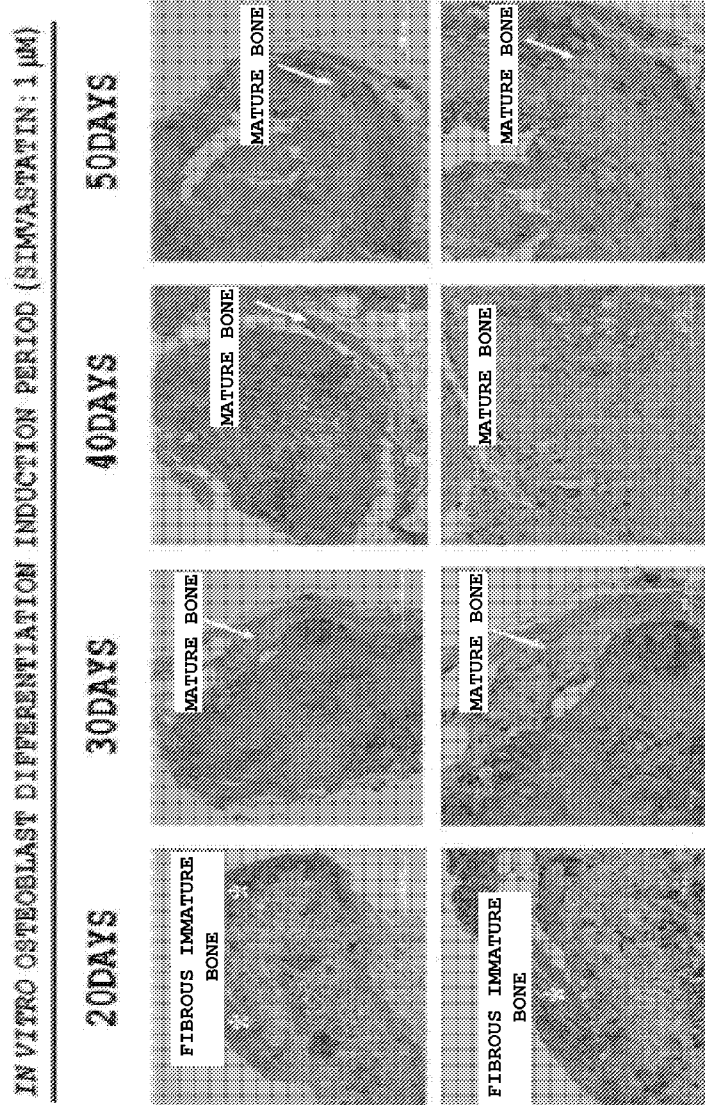 IN VITRO OSTEOBLAST DIFFERENTIATION INDUCTION PERIOD (SIMVASTATIN: 1 µM)
20DAYS
30DAYS
40DAYS
50DAYS
FIBROUS IMMATURE
BONE
MATURE BONE
MATURE BONE
MATURE BONE
FIBROUS IMMATURE
BONE
MATURE BONE
MATURE BONE
MATURE BONE